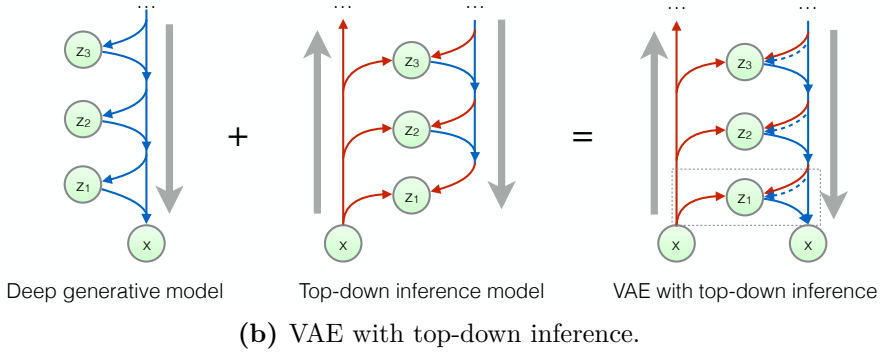 ... ... ... ... ...
z3 z3 z3
z2 + z2 = z2
z1 z1 z1
x x x x
Deep generative model Top-down inference model VAE with top-down inference
(b) VAE with top-down inference.